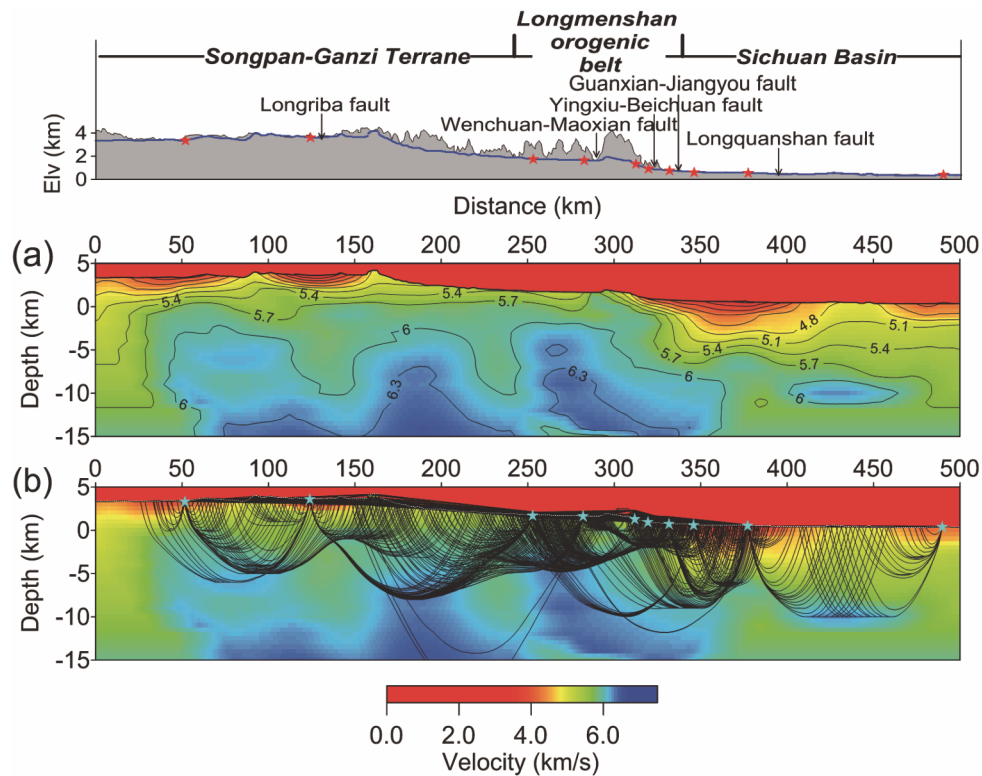 Longmenshan
orogenic
belt
Songpan-Ganzi Terrane
Sichuan Basin
Guanxian-Jiangyou fault
Longriba fault
Yingxiu-Beichuan fault
Wenchuan-Maoxian fault
Longquanshan fault
Elv (km)
4
2
0
Distance (km)
0 50 100 150 200 250 300 350 400 450 500
(a)
Depth (km)
5
0
-5
-10
-15
5.4 5.4 5.4 5.7 4.8
5.7 5.1 5.1
6 5.7 5.4 5.4
6.3 6.3 5.7
6 6 6
0 50 100 150 200 250 300 350 400 450 500
(b)
Depth (km)
5
0
-5
-10
-15
0.0 2.0 4.0 6.0
Velocity (km/s)